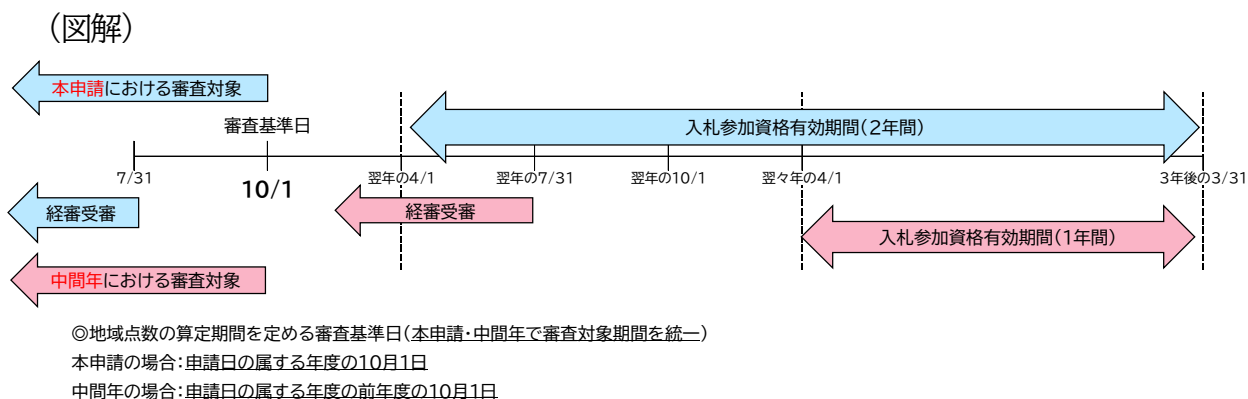 （図解）
本申請における審査対象
審査基準日
入札参加資格有効期間（２年間）
7/31
10/1
翌年の4/1
翌年の7/31
翌年の10/1
翌々年の4/1
3年後の3/31
経審受審
経審受審
入札参加資格有効期間（１年間）
中間年における審査対象
◎地域点数の算定期間を定める審査基準日（本申請・中間年で審査対象期間を統一）
本申請の場合：申請日の属する年度の10月1日
中間年の場合：申請日の属する年度の前年度の10月1日